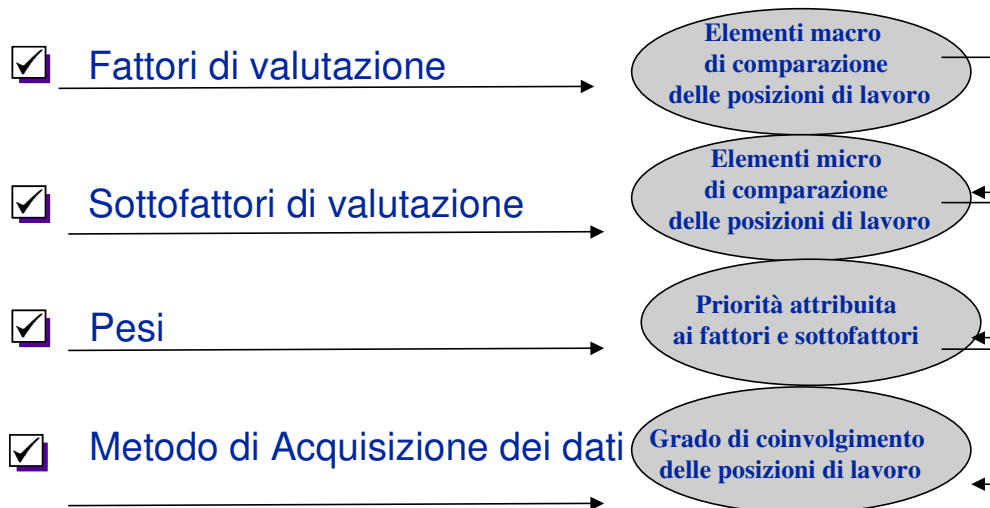 Fattori di valutazione
Elementi macro
di comparazione
delle posizioni di lavoro
Sottofattori di valutazione
Elementi micro
di comparazione
delle posizioni di lavoro
Pesi
Priorità attribuita
ai fattori e sottofattori
Metodo di Acquisizione dei dati
Grado di coinvolgimento
delle posizioni di lavoro